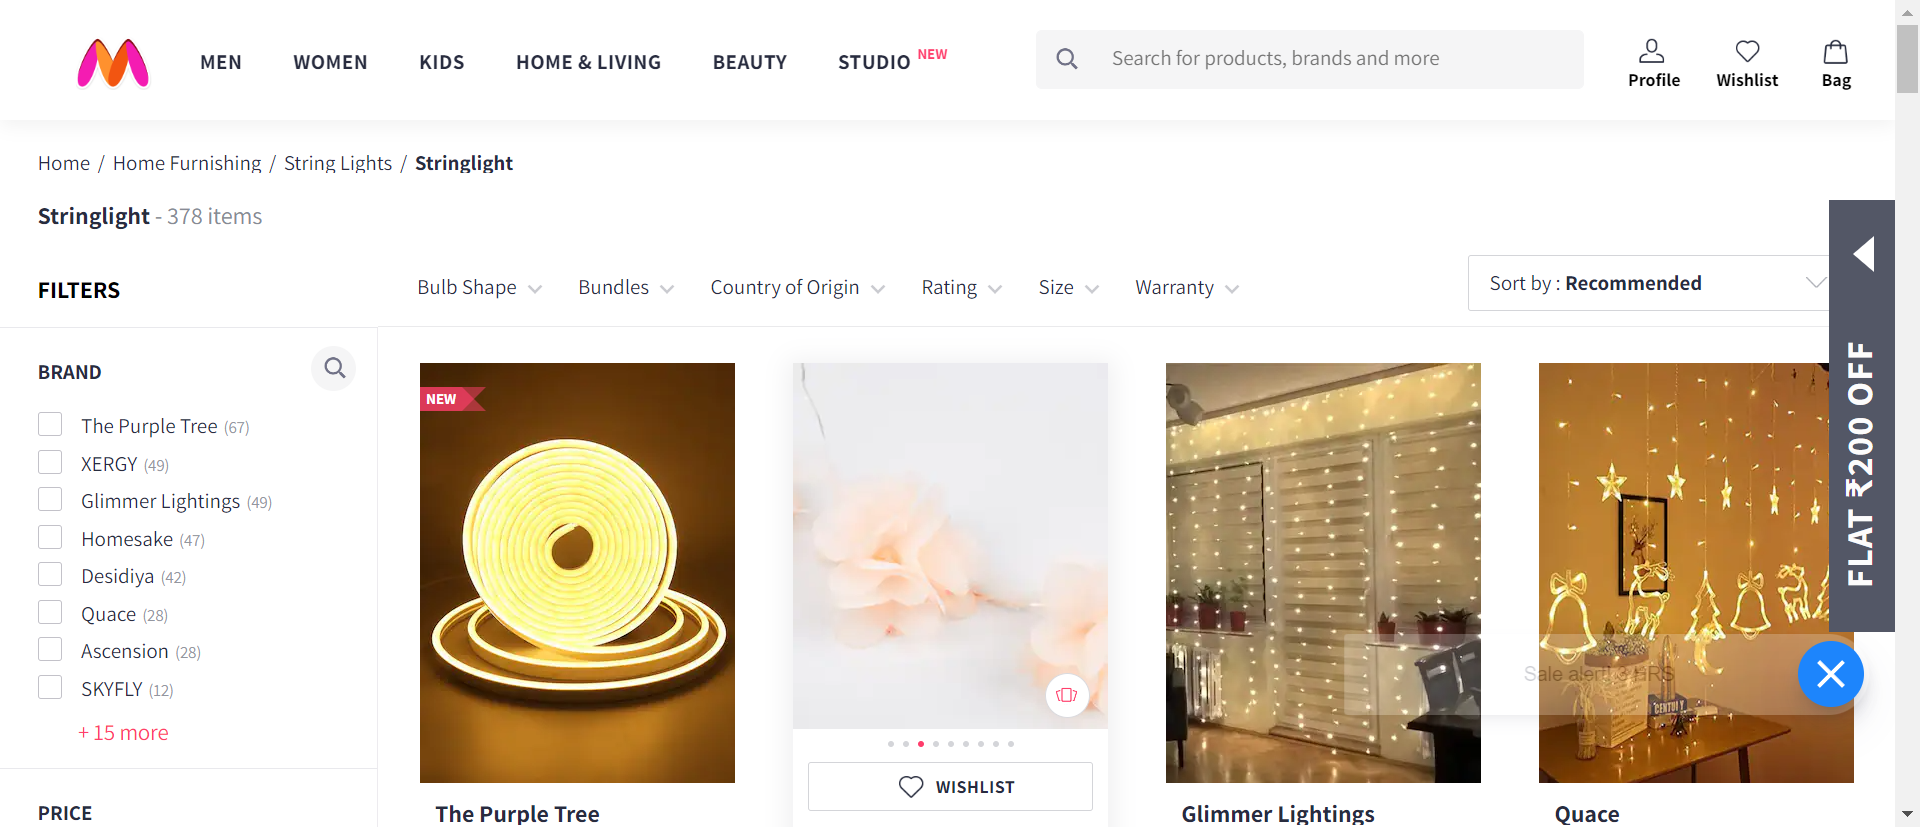 MEN WOMEN KIDS HOME & LIVING BEAUTY STUDIO NEW
Search for products, brands and more
Profile Wishlist Bag
Home / Home Furnishing / String Lights / Stringlight
Stringlight - 378 items
FILTERS
Bulb Shape Bundles Country of Origin Rating Size Warranty
Sort by : Recommended
FLAT ₹200 OFF
BRAND
The Purple Tree (67)
XERGY (49)
Glimmer Lightings (49)
Homesake (47)
Desidiya (42)
Quace (28)
Ascension (28)
SKYFLY (12)
+ 15 more
PRICE
NEW
The Purple Tree
WISHLIST
Glimmer Lightings
CENTURY
Quace